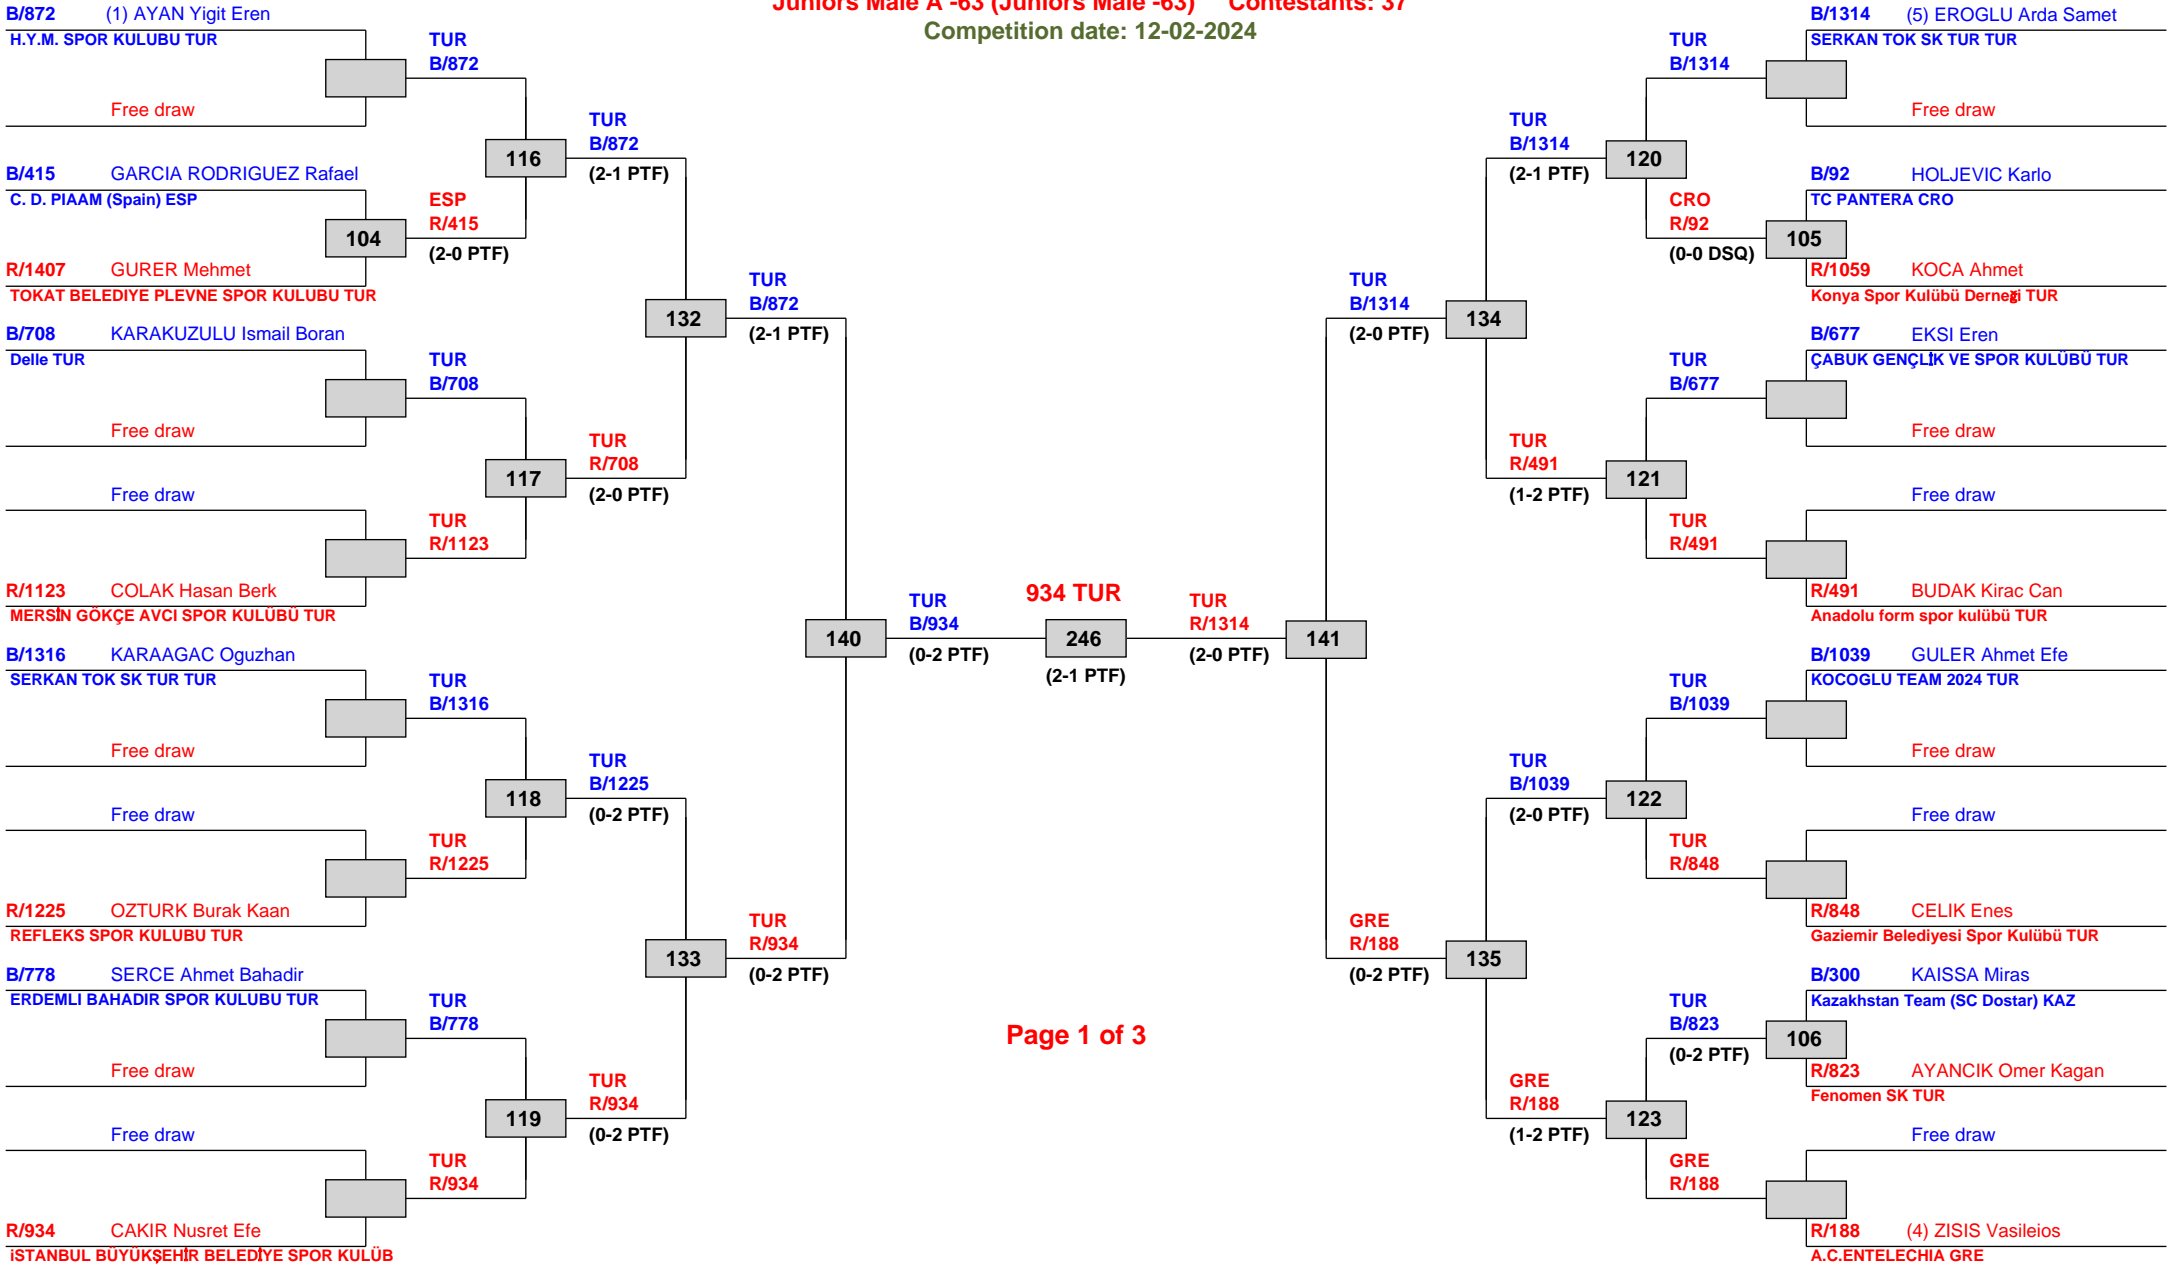 Juniors Male A -63 (Juniors Male -63) Contestants: 37
Competition date: 12-02-2024
B/872 (1) AYAN Yigit Eren
H.Y.M. SPOR KULUBU TUR
Free draw
TUR
B/872
B/415 GARCIA RODRIGUEZ Rafael
C. D. PIAAM (Spain) ESP
104
R/1407 GURER Mehmet
TOKAT BELEDIYE PLEVNE SPOR KULUBU TUR
ESP
R/415
(2-0 PTF)
116
TUR
B/872
(2-1 PTF)
B/708 KARAKUZULU Ismail Boran
Delle TUR
Free draw
TUR
B/708
Free draw
R/1123 COLAK Hasan Berk
MERSİN GÖKÇE AVCI SPOR KULÜBÜ TUR
TUR
R/1123
117
TUR
R/708
(2-0 PTF)
132
TUR
B/872
(2-1 PTF)
B/1316 KARAAGAC Oguzhan
SERKAN TOK SK TUR TUR
Free draw
TUR
B/1316
Free draw
R/1225 OZTURK Burak Kaan
REFLEKS SPOR KULUBU TUR
TUR
R/1225
118
TUR
B/1225
(0-2 PTF)
B/778 SERCE Ahmet Bahadir
ERDEMLI BAHADIR SPOR KULUBU TUR
Free draw
TUR
B/778
Free draw
R/934 CAKIR Nusret Efe
iSTANBUL BÜYÜKŞEHİR BELEDİYE SPOR KULÜB
TUR
R/934
119
TUR
R/934
(0-2 PTF)
133
TUR
R/934
(0-2 PTF)
140
TUR
B/934
(0-2 PTF)
934 TUR
246
(2-1 PTF)
TUR
R/1314
(2-0 PTF)
141
Page 1 of 3
B/1314 (5) EROGLU Arda Samet
SERKAN TOK SK TUR TUR
Free draw
TUR
B/1314
B/92 HOLJEVIC Karlo
TC PANTERA CRO
105
R/1059 KOCA Ahmet
Konya Spor Kulübü Derneği TUR
CRO
R/92
(0-0 DSQ)
120
TUR
B/1314
(2-1 PTF)
B/677 EKSI Eren
ÇABUK GENÇLİK VE SPOR KULÜBÜ TUR
Free draw
TUR
B/677
Free draw
R/491 BUDAK Kirac Can
Anadolu form spor kulübü TUR
TUR
R/491
121
TUR
R/491
(1-2 PTF)
134
TUR
B/1314
(2-0 PTF)
B/1039 GULER Ahmet Efe
KOCOGLU TEAM 2024 TUR
Free draw
TUR
B/1039
Free draw
R/848 CELIK Enes
Gaziemir Belediyesi Spor Kulübü TUR
TUR
R/848
122
TUR
B/1039
(2-0 PTF)
B/300 KAISSA Miras
Kazakhstan Team (SC Dostar) KAZ
106
R/823 AYANCIK Omer Kagan
Fenomen SK TUR
TUR
B/823
(0-2 PTF)
Free draw
R/188 (4) ZISIS Vasileios
A.C.ENTELECHIA GRE
GRE
R/188
123
GRE
R/188
(1-2 PTF)
135
GRE
R/188
(0-2 PTF)